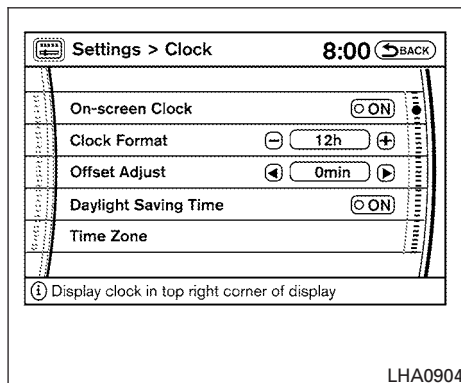 Settings > Clock 8:00 BACK
On-screen Clock ON
Clock Format 12h
Offset Adjust 0min
Daylight Saving Time ON
Time Zone
i Display clock in top right corner of display
LHA0904